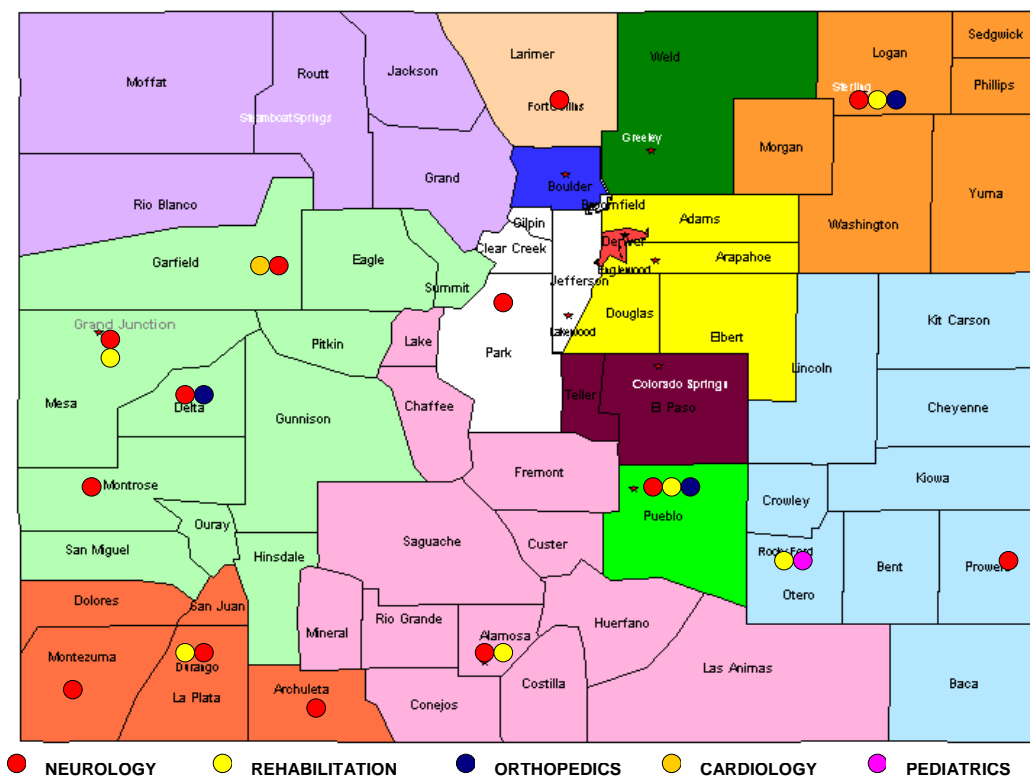 Sedgwick
Larimer
Logan
Weld
Jackson
Routt
Moffat
Phillips
Sterling
Fort Collins
Steamboat Springs
Greeley
Morgan
Grand
Boulder
Yuma
Rio Blanco
Broomfield
Adams
Gilpin
Washington
Denver
Clear Creek
Arapahoe
Garfield
Eagle
Englewood
Jefferson
Summit
Douglas
Kit Carson
Grand Junction
Lakewood
Elbert
Pitkin
Lake
Park
Lincoln
Colorado Springs
Teller
Mesa
Delta
Chaffee
El Paso
Cheyenne
Gunnison
Fremont
Kiowa
Montrose
Crowley
Pueblo
Ouray
Saguache
Custer
San Miguel
Hinsdale
Rocky Ford
Bent
Prowers
Otero
Dolores
San Juan
Rio Grande
Huerfano
Mineral
Alamosa
Montezuma
Durango
Las Animas
Costilla
Baca
La Plata
Archuleta
Conejos
NEUROLOGY REHABILITATION ORTHOPEDICS CARDIOLOGY PEDIATRICS